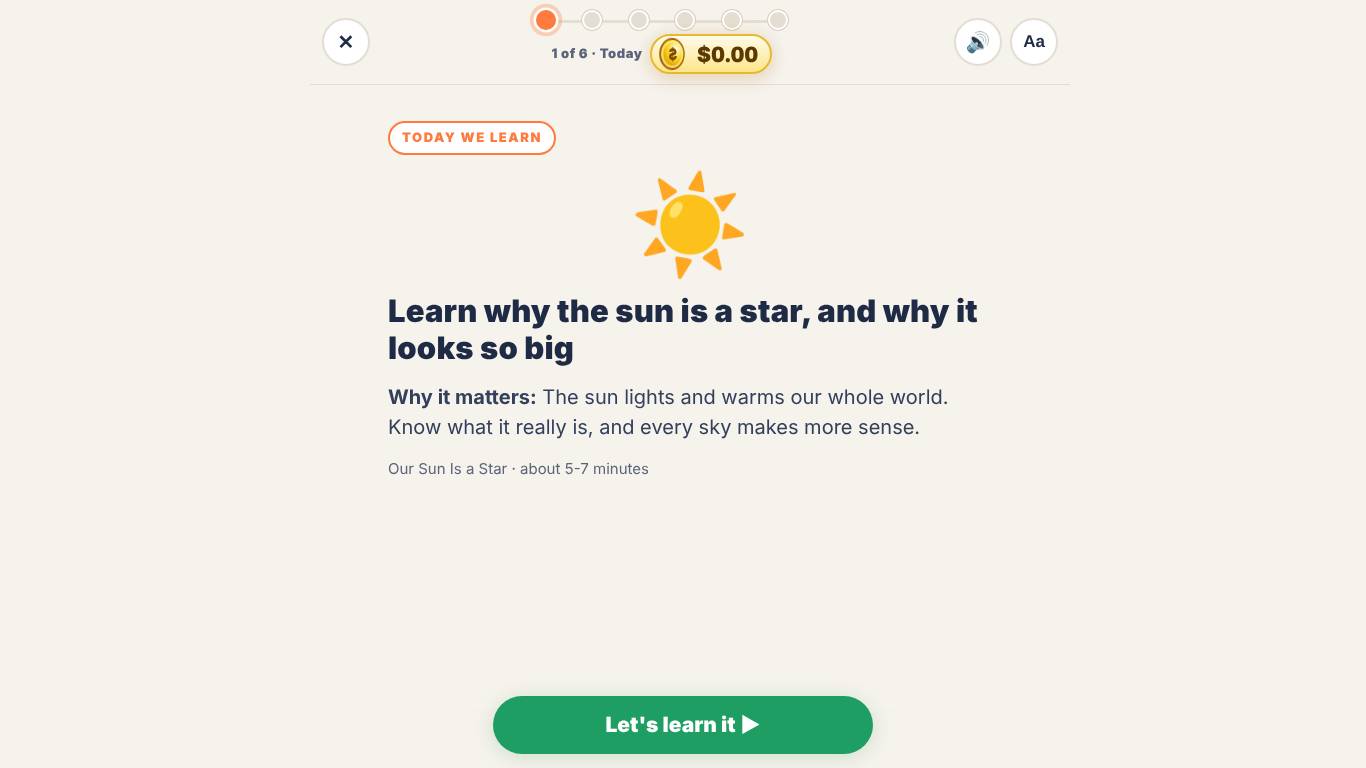 ✕
1 of 6 · Today
$0.00
Aa
TODAY WE LEARN
Learn why the sun is a star, and why it
looks so big
Why it matters: The sun lights and warms our whole world.
Know what it really is, and every sky makes more sense.
Our Sun Is a Star · about 5-7 minutes
Let's learn it ▶